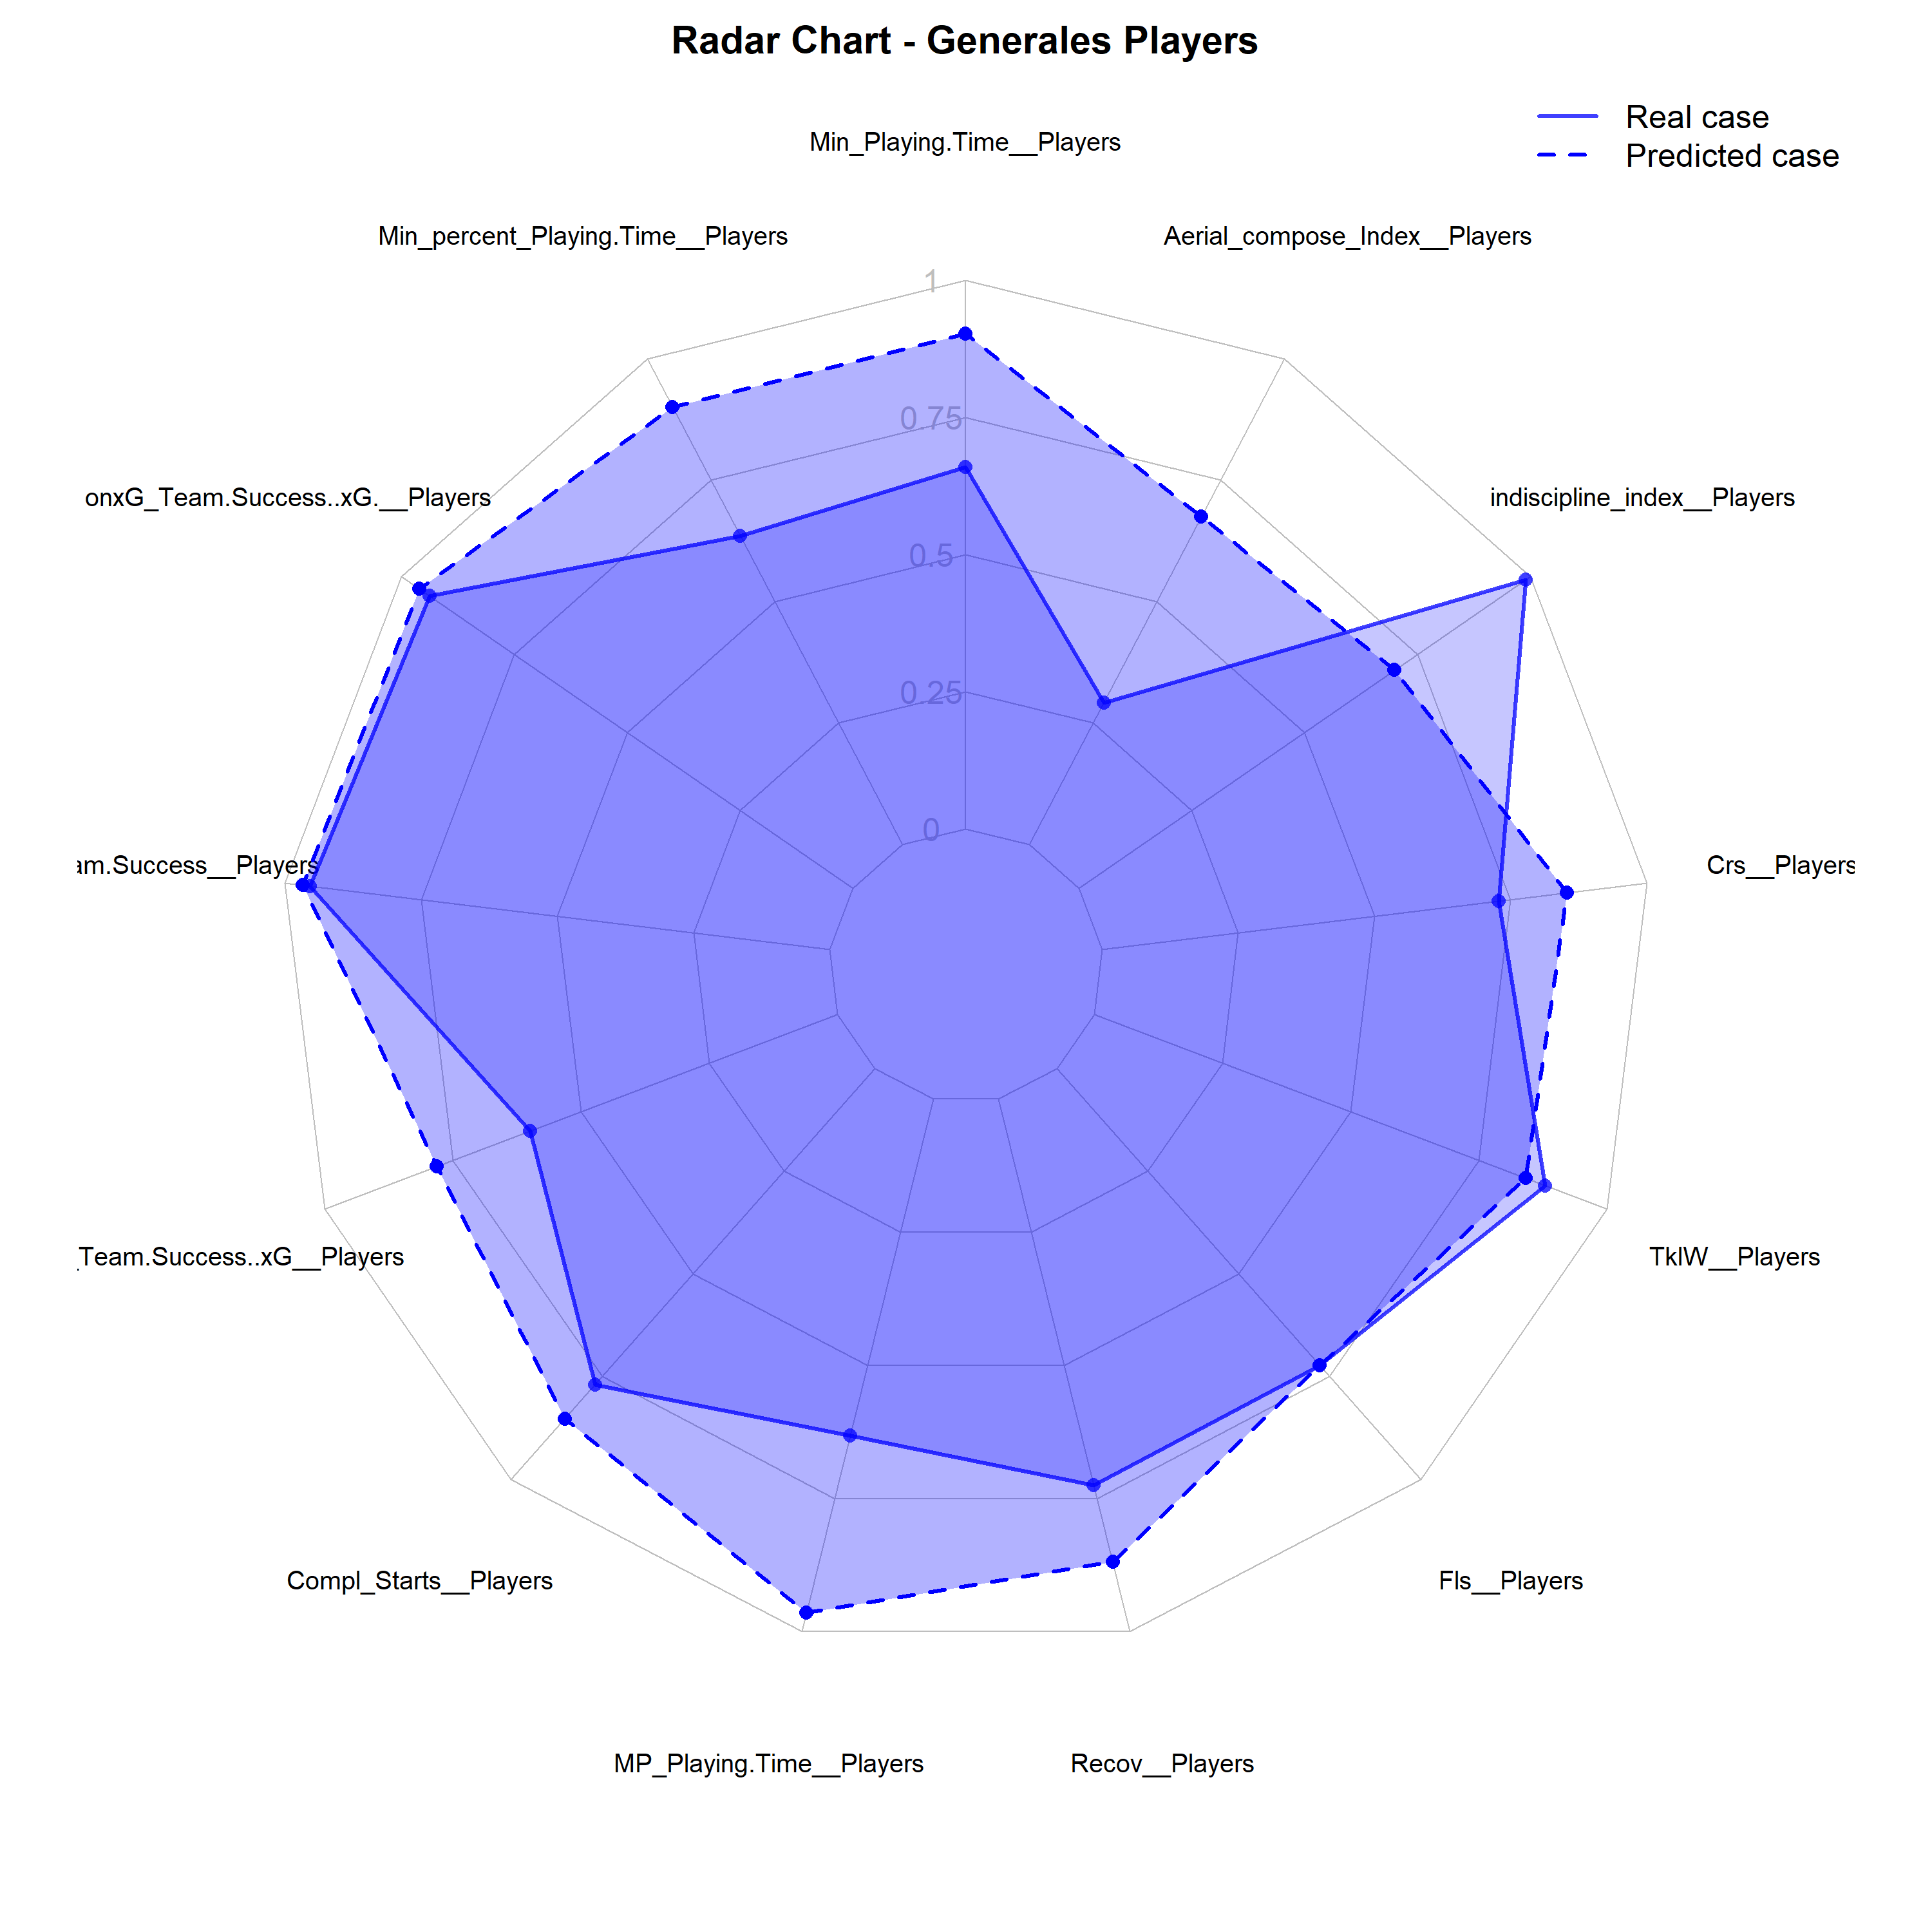 Radar Chart - Generales Players
Real case
Predicted case
Min_Playing.Time__Players
Min_percent_Playing.Time__Players
Aerial_compose_Index__Players
onxG_Team.Success..xG.__Players
indiscipline_index__Players
am.Success__Players
Crs__Players
_Team.Success..xG__Players
TklW__Players
Compl_Starts__Players
Fls__Players
MP_Playing.Time__Players
Recov__Players
1
0.75
0.5
0.25
0